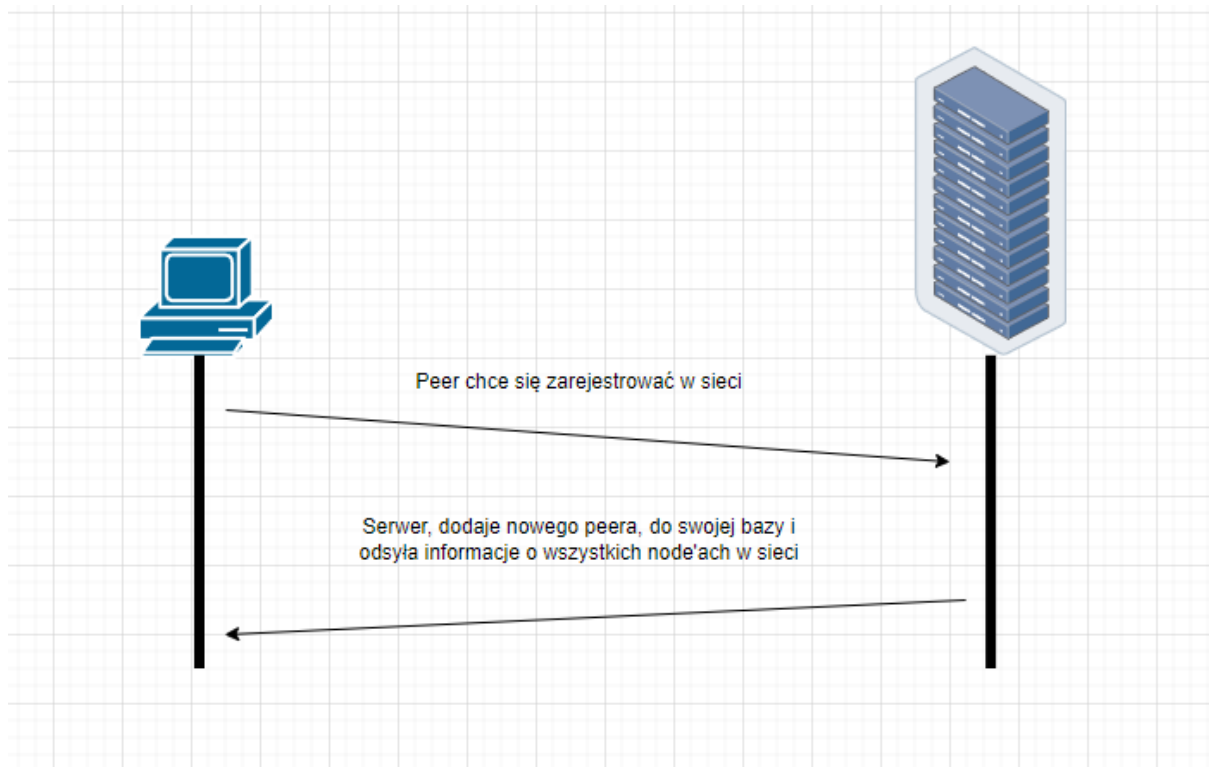 Peer chce się zarejestrować w sieci
Serwer, dodaje nowego peera, do swojej bazy i
odsyła informacje o wszystkich node'ach w sieci